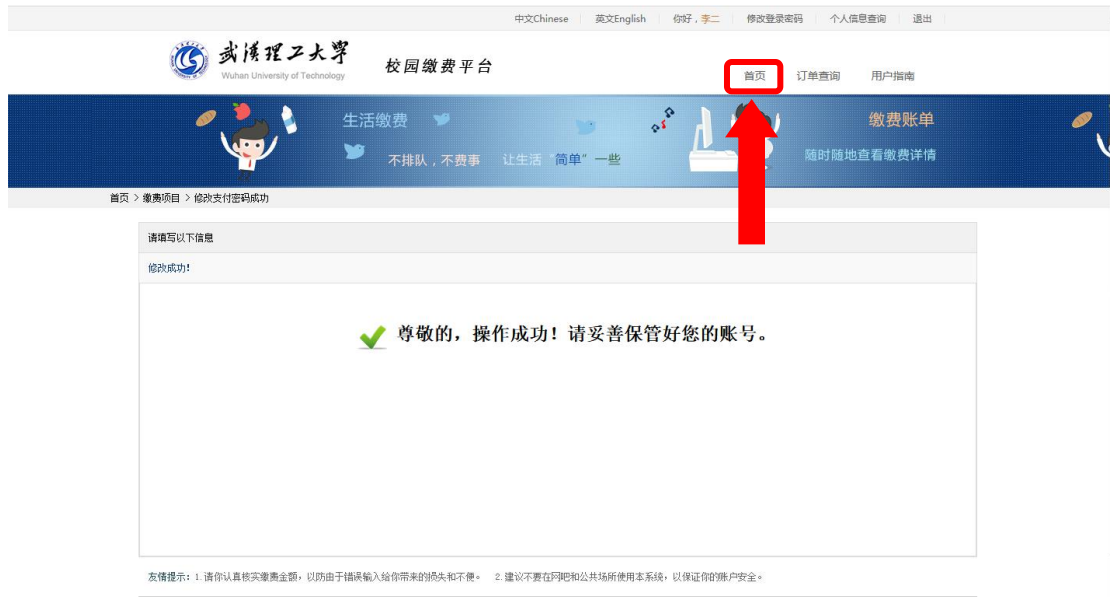 中文Chinese 英文English 你好，李二 修改登录密码 个人信息查询 退出
武汉理工大学
Wuhan University of Technology
校园缴费平台
首页 订单查询 用户指南
生活缴费
不排队，不费事 让生活“简单”一些
缴费账单
随时随地查看缴费详情
首页 > 缴费项目 > 修改支付密码成功
请填写以下信息
修改成功!
尊敬的，操作成功！请妥善保管好您的账号。
友情提示：1.请你认真核实缴费金额，以防由于错误输入给你带来的损失和不便。 2.建议不要在网吧和公共场所使用本系统，以保证你的账户安全。